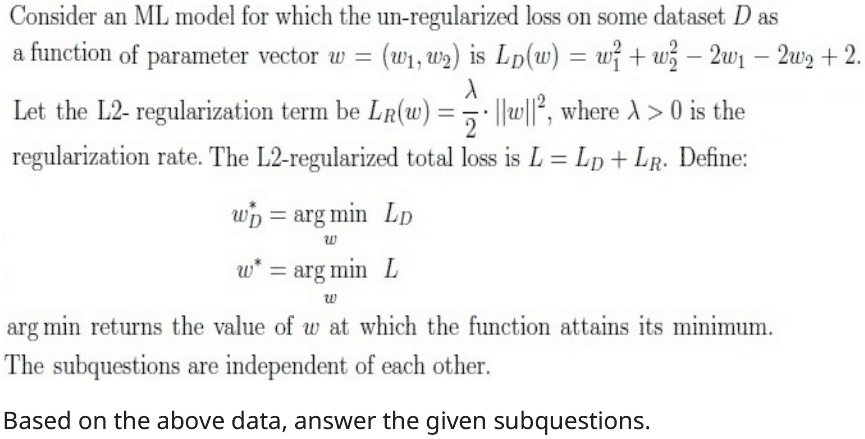 Consider an ML model for which the un-regularized loss on some dataset D as
a function of parameter vector w = (w₁, w₂) is L_D(w) = w₁² + w₂² − 2w₁ − 2w₂ + 2.
Let the L2- regularization term be L_R(w) = λ/2 · ||w||², where λ > 0 is the
regularization rate. The L2-regularized total loss is L = L_D + L_R. Define:
w*_D = arg min L_D
w
w* = arg min L
w
arg min returns the value of w at which the function attains its minimum.
The subquestions are independent of each other.
Based on the above data, answer the given subquestions.